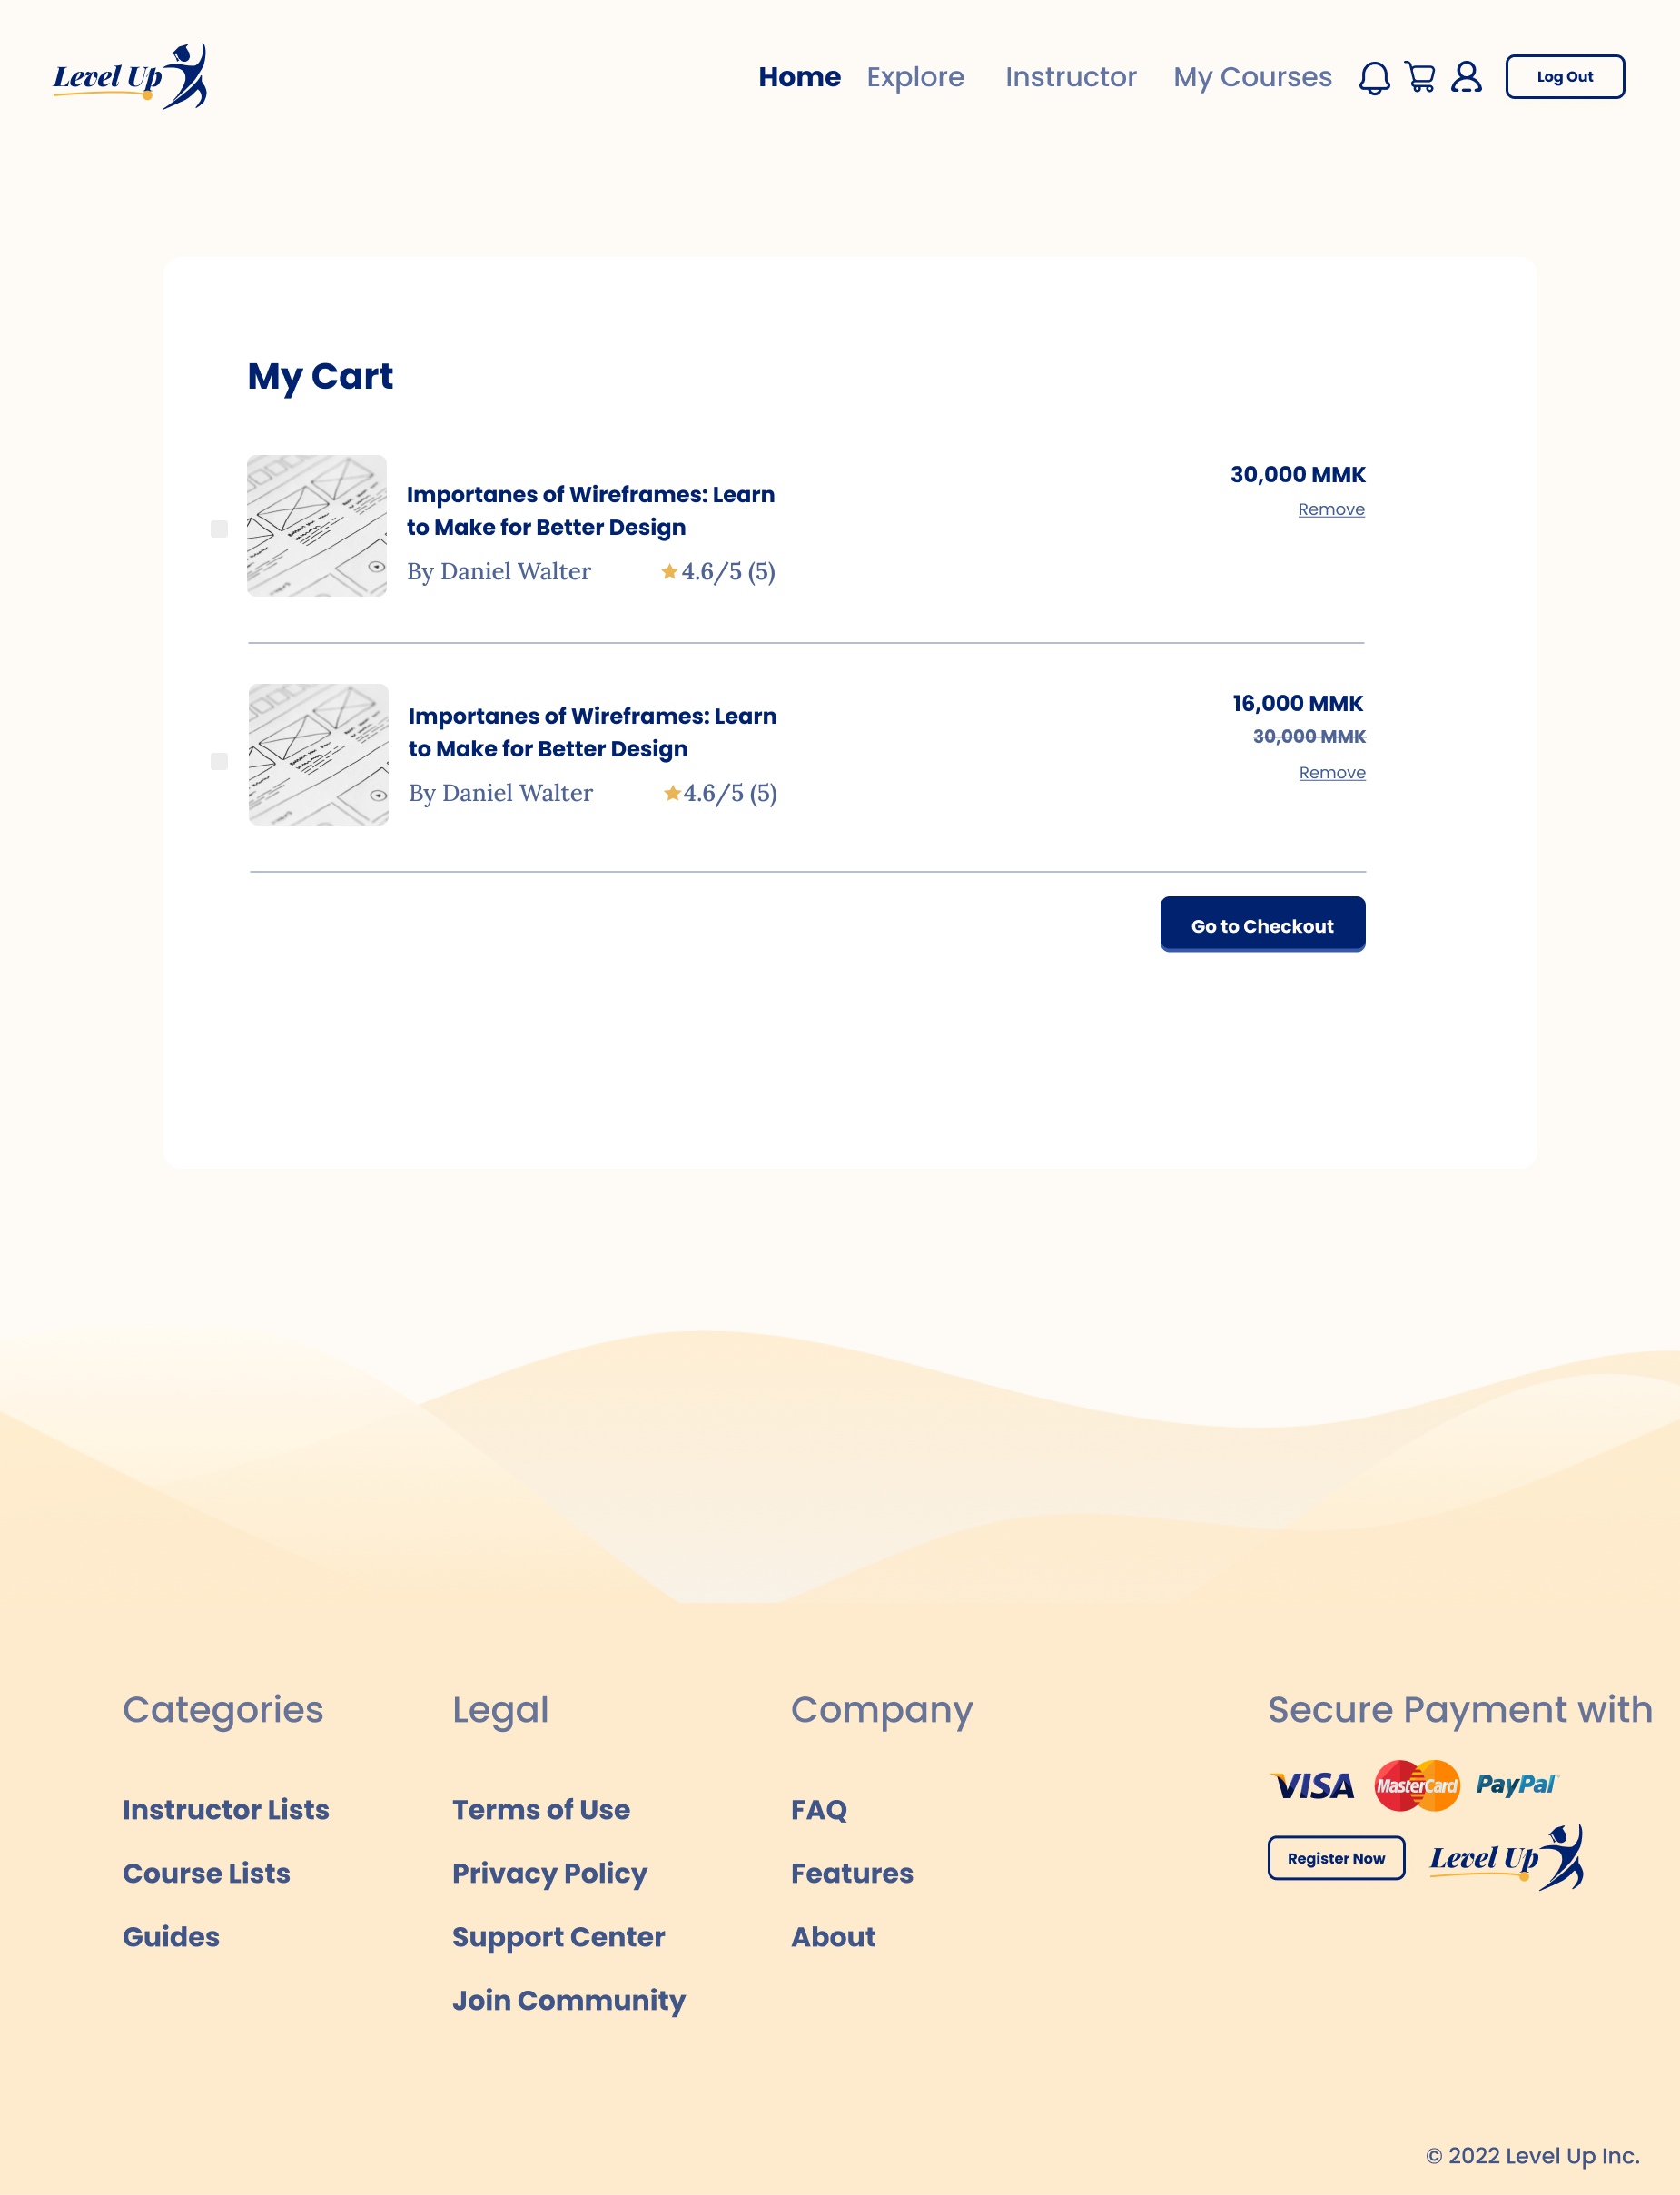 Level Up
Home Explore Instructor My Courses Log Out
My Cart
Importanes of Wireframes: Learn
to Make for Better Design
By Daniel Walter
4.6/5 (5)
30,000 MMK
Remove
Importanes of Wireframes: Learn
to Make for Better Design
By Daniel Walter
4.6/5 (5)
16,000 MMK
30,000 MMK
Remove
Go to Checkout
Categories
Instructor Lists
Course Lists
Guides
Legal
Terms of Use
Privacy Policy
Support Center
Join Community
Company
FAQ
Features
About
Secure Payment with
VISA MasterCard PayPal
Register Now
Level Up
© 2022 Level Up Inc.